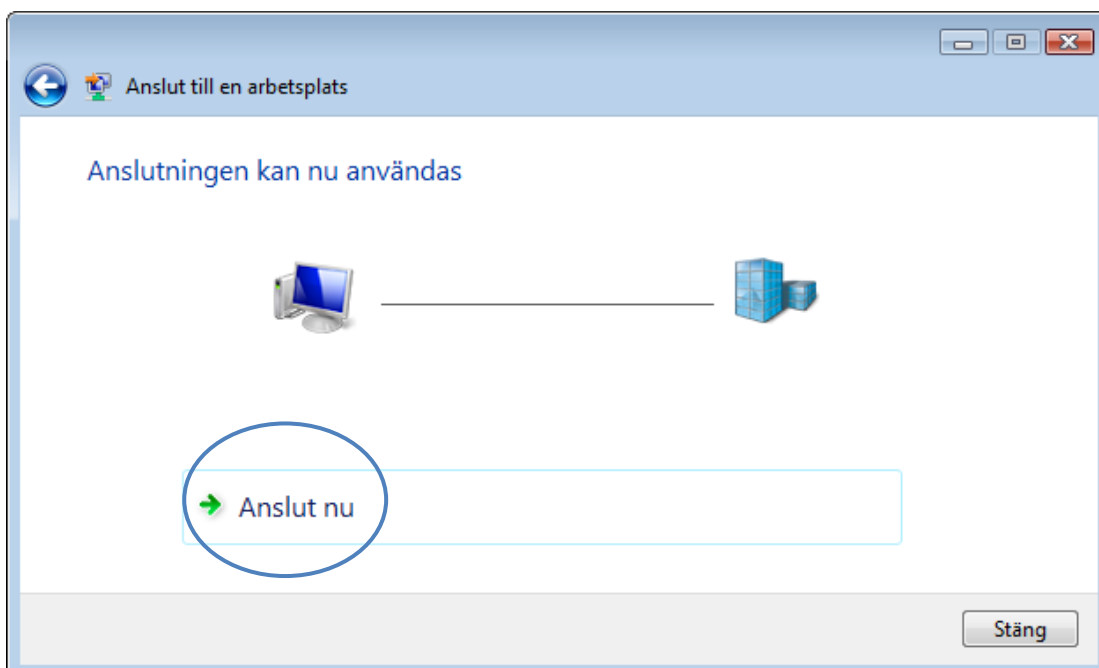 Anslut till en arbetsplats
Anslutningen kan nu användas
Anslut nu
Stäng